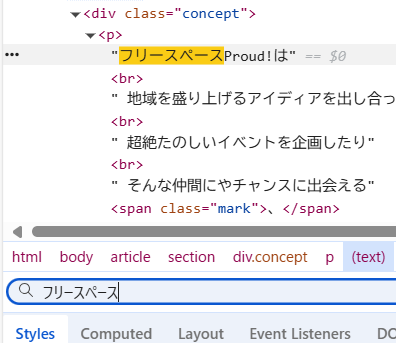 <div class="concept">
<p>
"フリースペースProud!は" == $0
<br>
" 地域を盛り上げるアイディアを出し合っ
<br>
" 超絶たのしいイベントを企画したり"
<br>
" そんな仲間にやチャンスに出会える"
<span class="mark">、</span>
html body article section div.concept p (text)
フリースペース
Styles Computed Layout Event Listeners DO